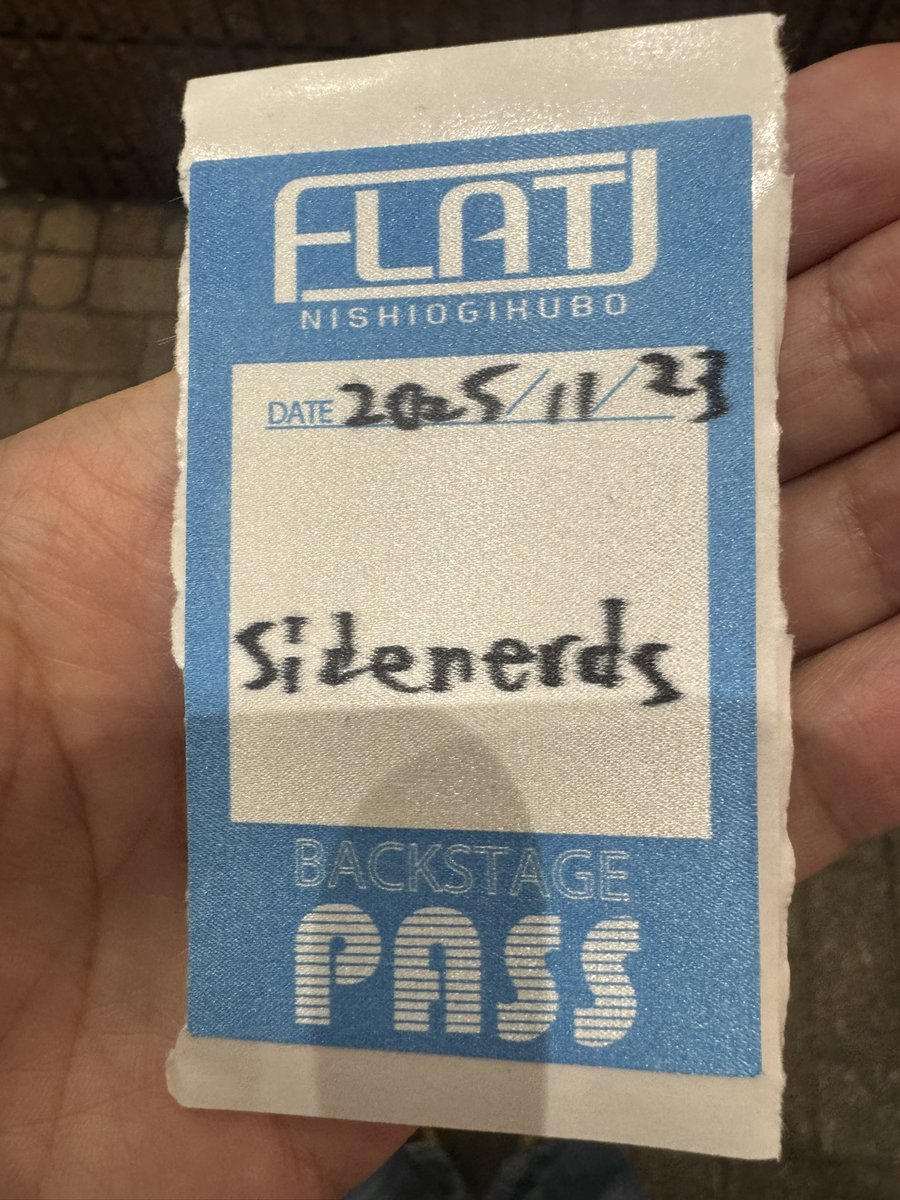 FLAT
NISHIOGIKUBO
DATE 2025/11/23
Sidenerds
BACKSTAGE
PASS